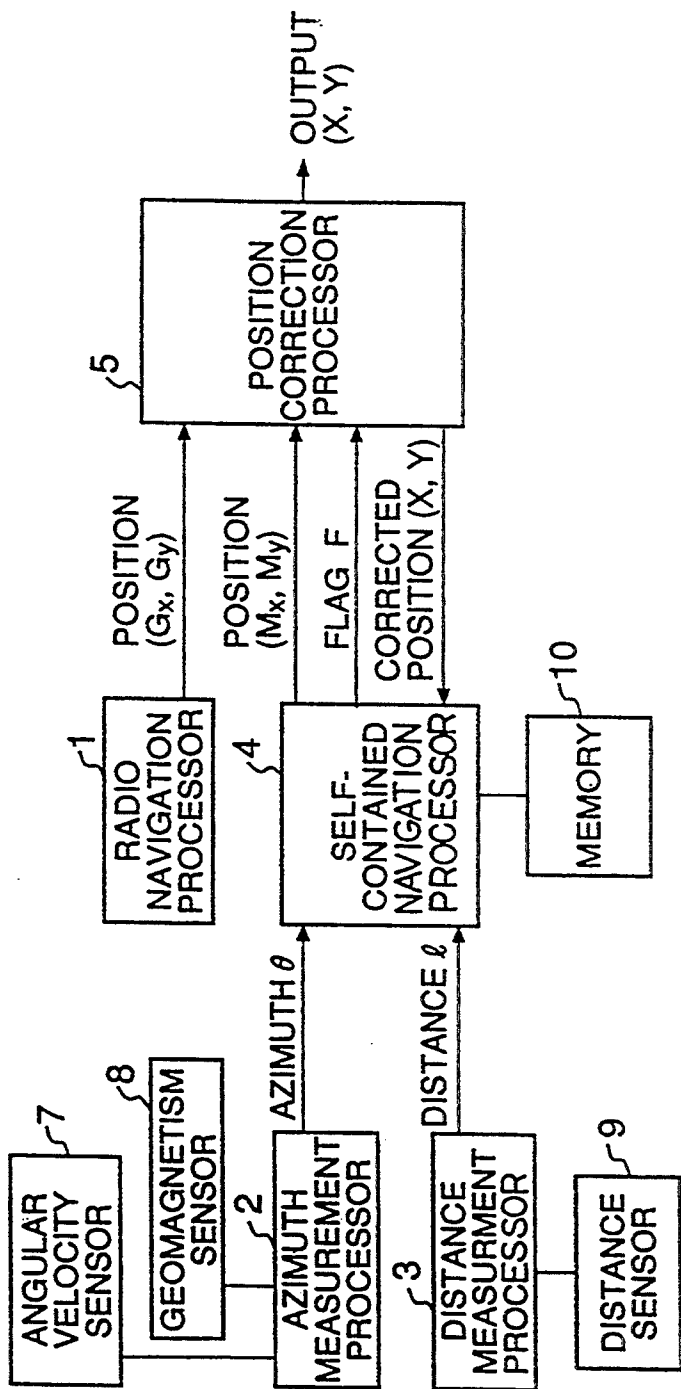 7
ANGULAR
VELOCITY
SENSOR
8
GEOMAGNETISM
SENSOR
2
AZIMUTH
MEASUREMENT
PROCESSOR
3
DISTANCE
MEASURMENT
PROCESSOR
9
DISTANCE
SENSOR
AZIMUTH θ
DISTANCE ℓ
1
RADIO
NAVIGATION
PROCESSOR
4
SELF-
CONTAINED
NAVIGATION
PROCESSOR
10
MEMORY
POSITION
(Gx, Gy)
POSITION
(Mx, My)
FLAG F
CORRECTED
POSITION (X, Y)
5
POSITION
CORRECTION
PROCESSOR
OUTPUT
(X, Y)